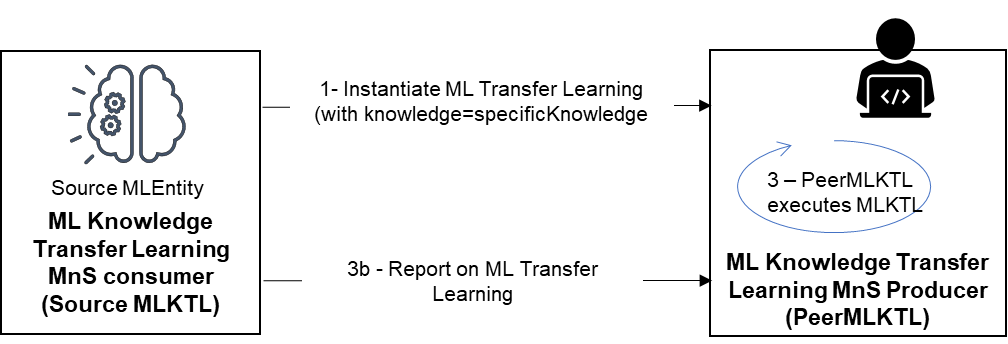 1- Instantiate ML Transfer Learning
(with knowledge=specificKnowledge
</>
Source MLEntity
ML Knowledge
Transfer Learning
MnS consumer
(Source MLKTL)
3 – PeerMLKTL
executes MLKTL
3b - Report on ML Transfer
Learning
ML Knowledge Transfer
Learning MnS Producer
(PeerMLKTL)